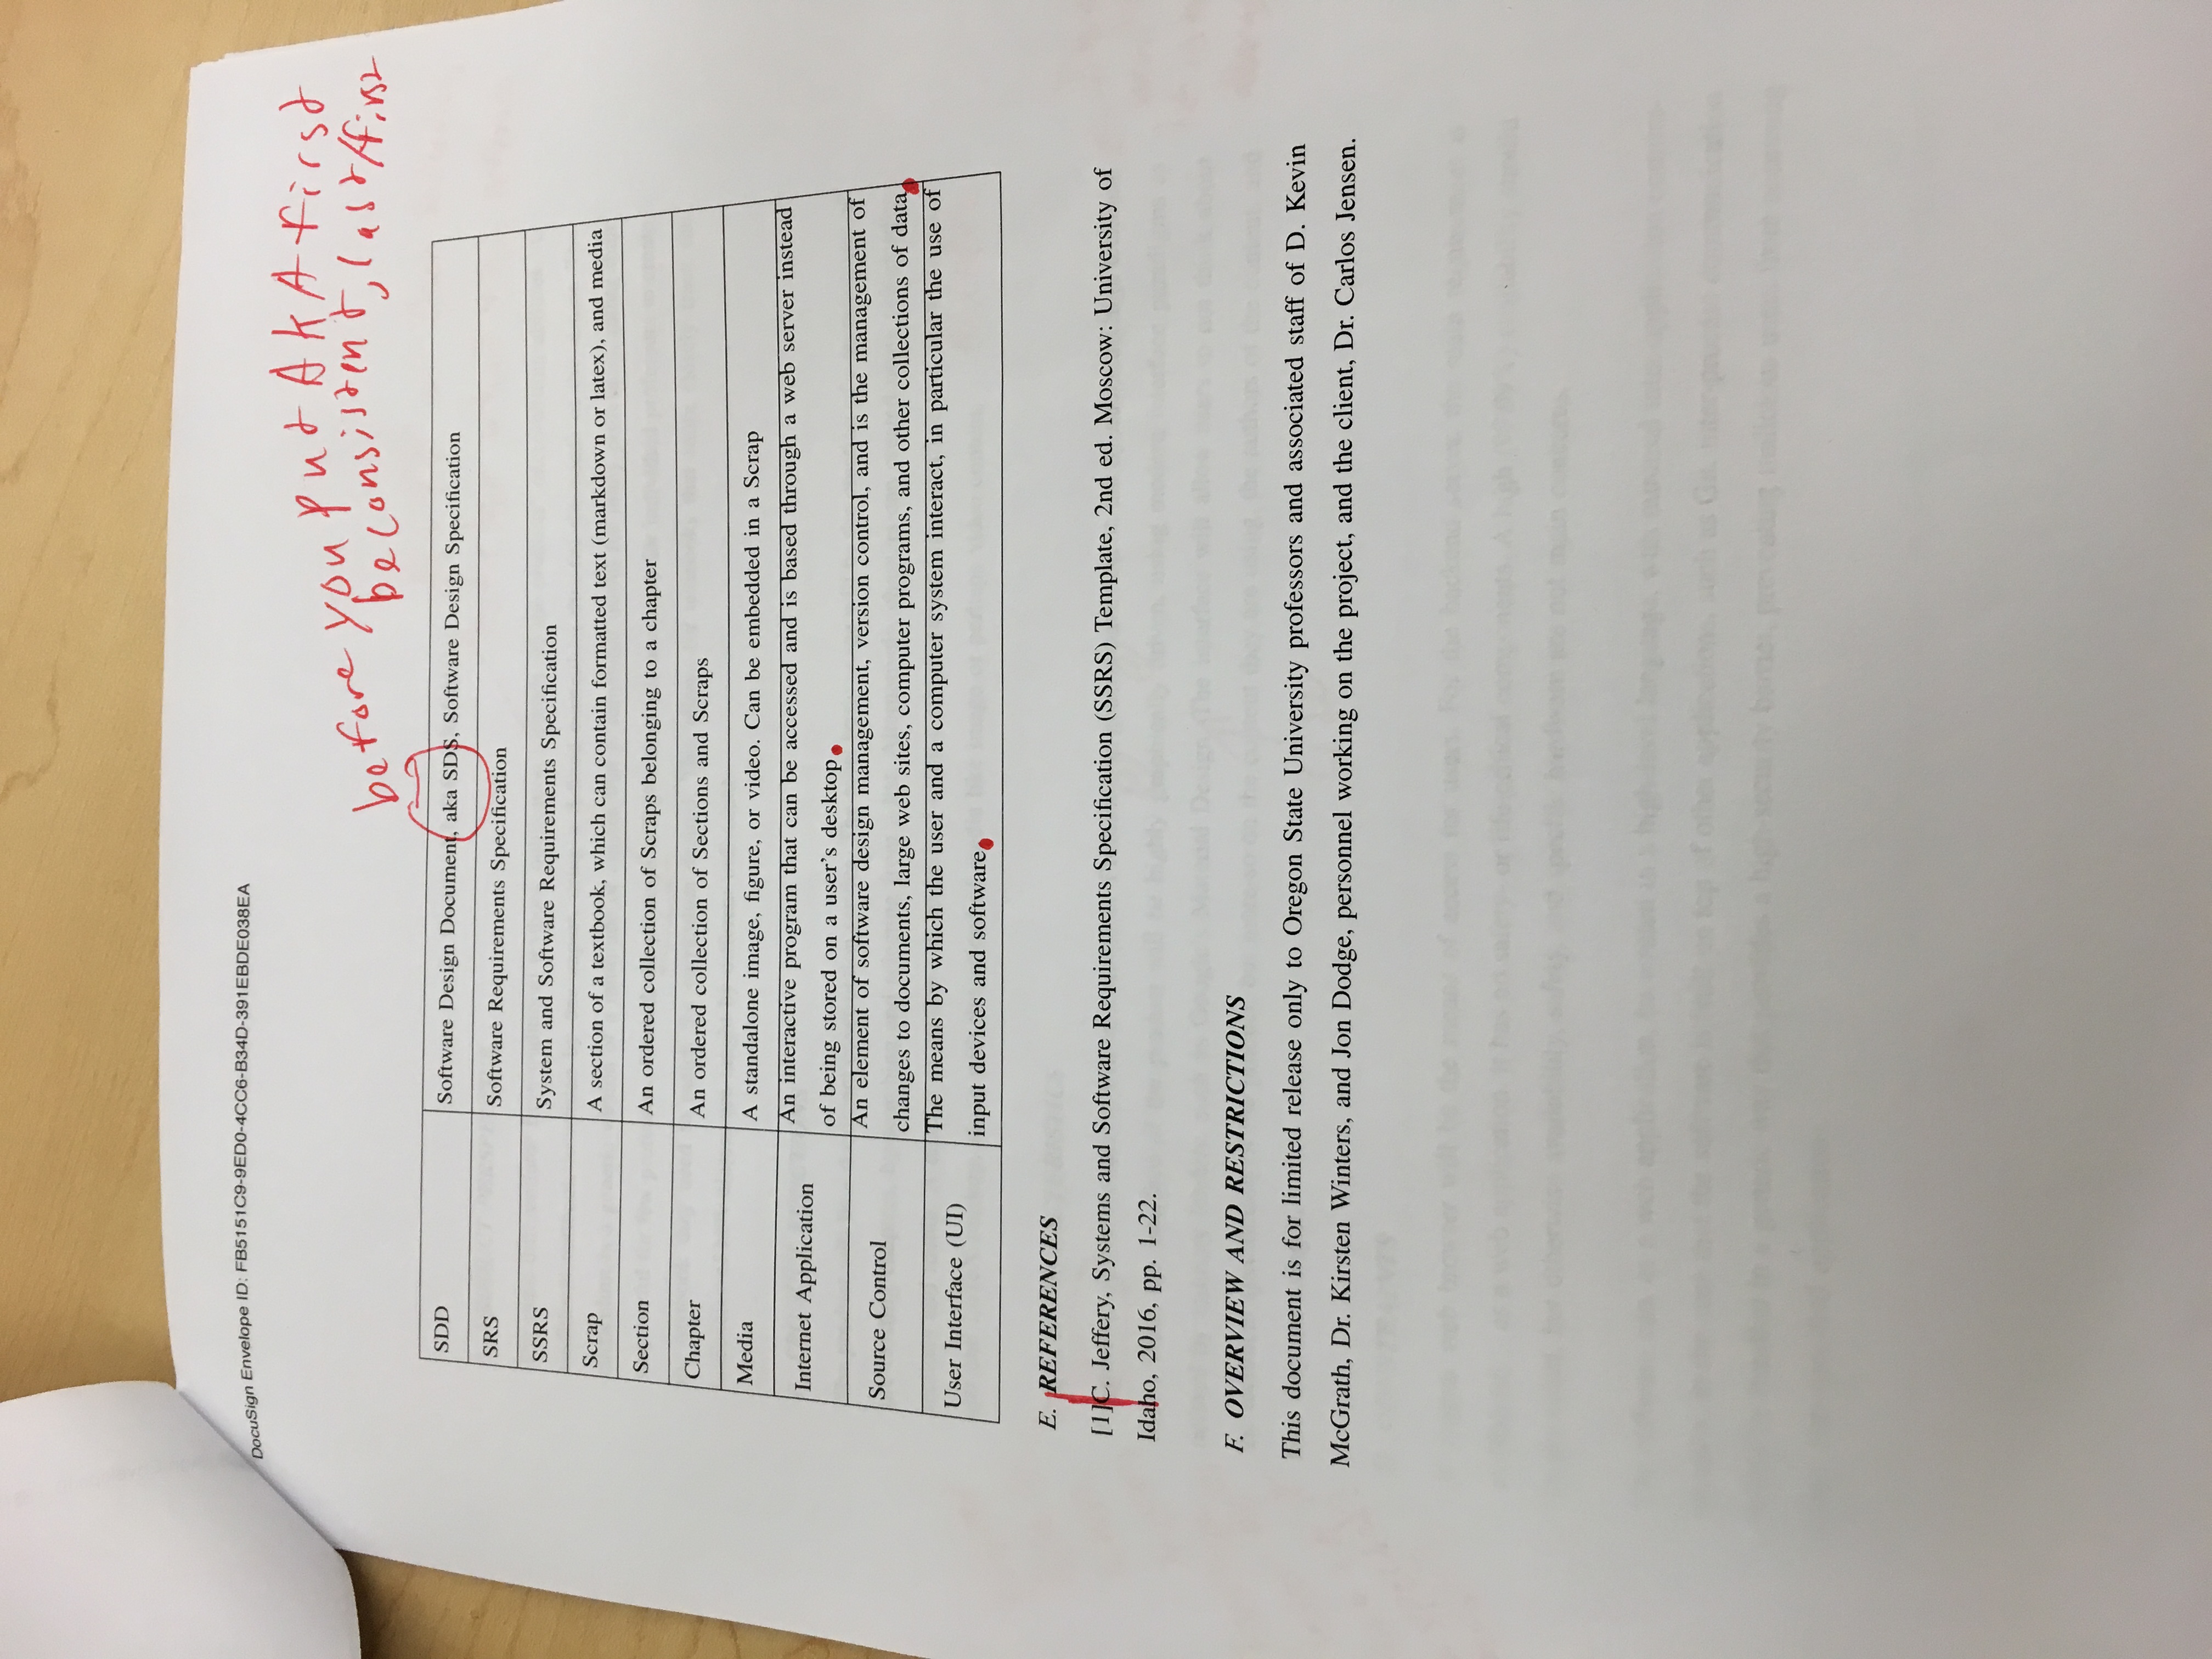 DocuSign Envelope ID: FB5151C9-9ED0-4CC6-B34D-391EBDE038EA
before you put AKA first
be consistent, last/first
SDD Software Design Document, aka SDS, Software Design Specification
SRS Software Requirements Specification
SSRS System and Software Requirements Specification
Scrap A section of a textbook, which can contain formatted text (markdown or latex), and media
Section An ordered collection of Scraps belonging to a chapter
Chapter An ordered collection of Sections and Scraps
Media A standalone image, figure, or video. Can be embedded in a Scrap
Internet Application An interactive program that can be accessed and is based through a web server instead
of being stored on a user's desktop.
Source Control An element of software design management, version control, and is the management of
changes to documents, large web sites, computer programs, and other collections of data.
User Interface (UI) The means by which the user and a computer system interact, in particular the use of
input devices and software.
E. REFERENCES
[1]C. Jeffery, Systems and Software Requirements Specification (SSRS) Template, 2nd ed. Moscow: University of
Idaho, 2016, pp. 1-22.
F. OVERVIEW AND RESTRICTIONS
This document is for limited release only to Oregon State University professors and associated staff of D. Kevin
McGrath, Dr. Kirsten Winters, and Jon Dodge, personnel working on the project, and the client, Dr. Carlos Jensen.